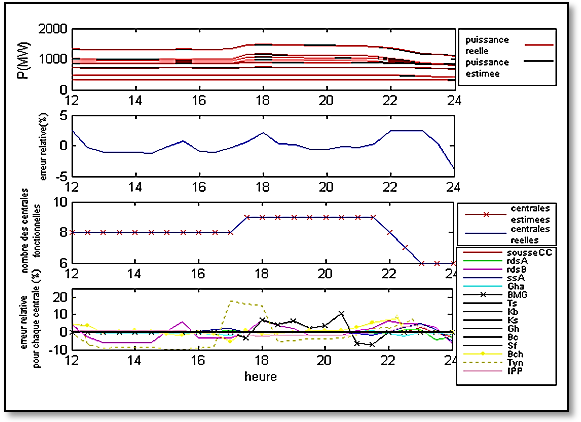 2000
1000
0
P(MW)
12 14 16 18 20 22 24
puissance
reelle
puissance
estimee
5
0
-5
erreur relative(%)
12 14 16 18 20 22 24
10
8
6
nombre des centrales
fonctionnelles
12 14 16 18 20 22 24
centrales
estimees
centrales
reelles
20
10
0
-10
erreur relative
pour chaque centrale (%)
12 14 16 18 20 22 24
heure
sousseCC
rdsA
rdsB
ssA
Gha
BMG
Ts
Kb
Ks
Gh
Bo
Sf
Bch
Tyn
IPP